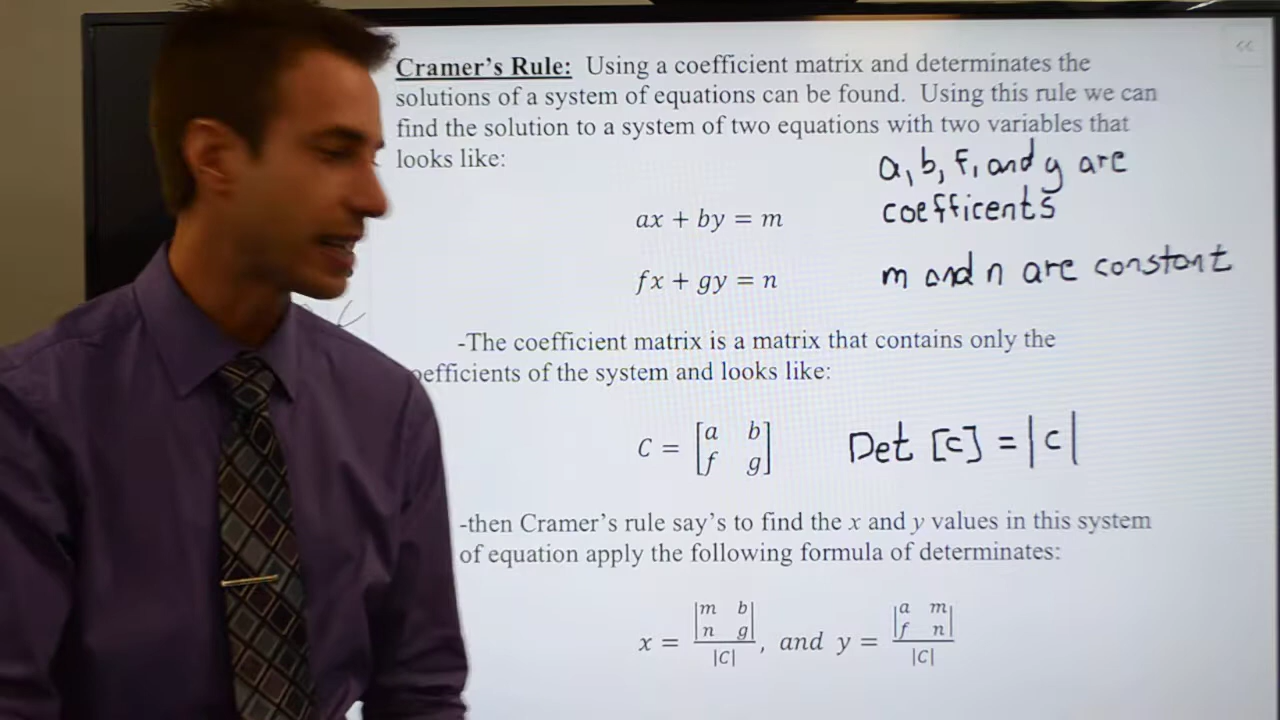 Cramer's Rule: Using a coefficient matrix and determinates the
solutions of a system of equations can be found. Using this rule we can
find the solution to a system of two equations with two variables that
looks like:
a, b, f, and g are
coefficents
ax + by = m
m and n are constant
fx + gy = n
-The coefficient matrix is a matrix that contains only the
oefficients of the system and looks like:
C = [a b
f g]
Det [c] = |c|
-then Cramer's rule say's to find the x and y values in this system
of equation apply the following formula of determinates:
x = |m b
n g| / |C| , and y = |a m
f n| / |C|